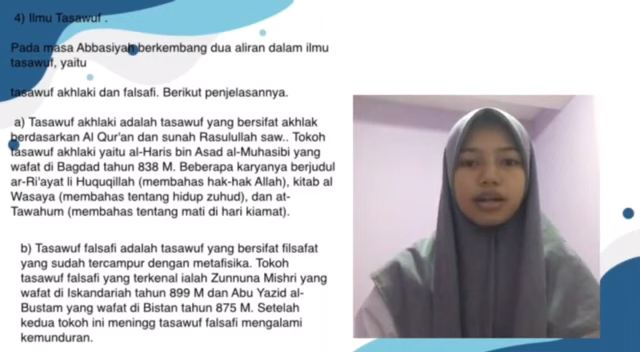 4) Ilmu Tasawuf .
Pada masa Abbasiyah berkembang dua aliran dalam ilmu
tasawuf, yaitu
tasawuf akhlaki dan falsafi. Berikut penjelasannya.
a) Tasawuf akhlaki adalah tasawuf yang bersifat akhlak
berdasarkan Al Qur'an dan sunah Rasulullah saw.. Tokoh
tasawuf akhlaki yaitu al-Haris bin Asad al-Muhasibi yang
wafat di Bagdad tahun 838 M. Beberapa karyanya berjudul
ar-Ri'ayat li Huquqillah (membahas hak-hak Allah), kitab al
Wasaya (membahas tentang hidup zuhud), dan at-
Tawahum (membahas tentang mati di hari kiamat).
b) Tasawuf falsafi adalah tasawuf yang bersifat filsafat
yang sudah tercampur dengan metafisika. Tokoh
tasawuf falsafi yang terkenal ialah Zunnuna Mishri yang
wafat di Iskandariah tahun 899 M dan Abu Yazid al-
Bustam yang wafat di Bistan tahun 875 M. Setelah
kedua tokoh ini meningg tasawuf falsafi mengalami
kemunduran.